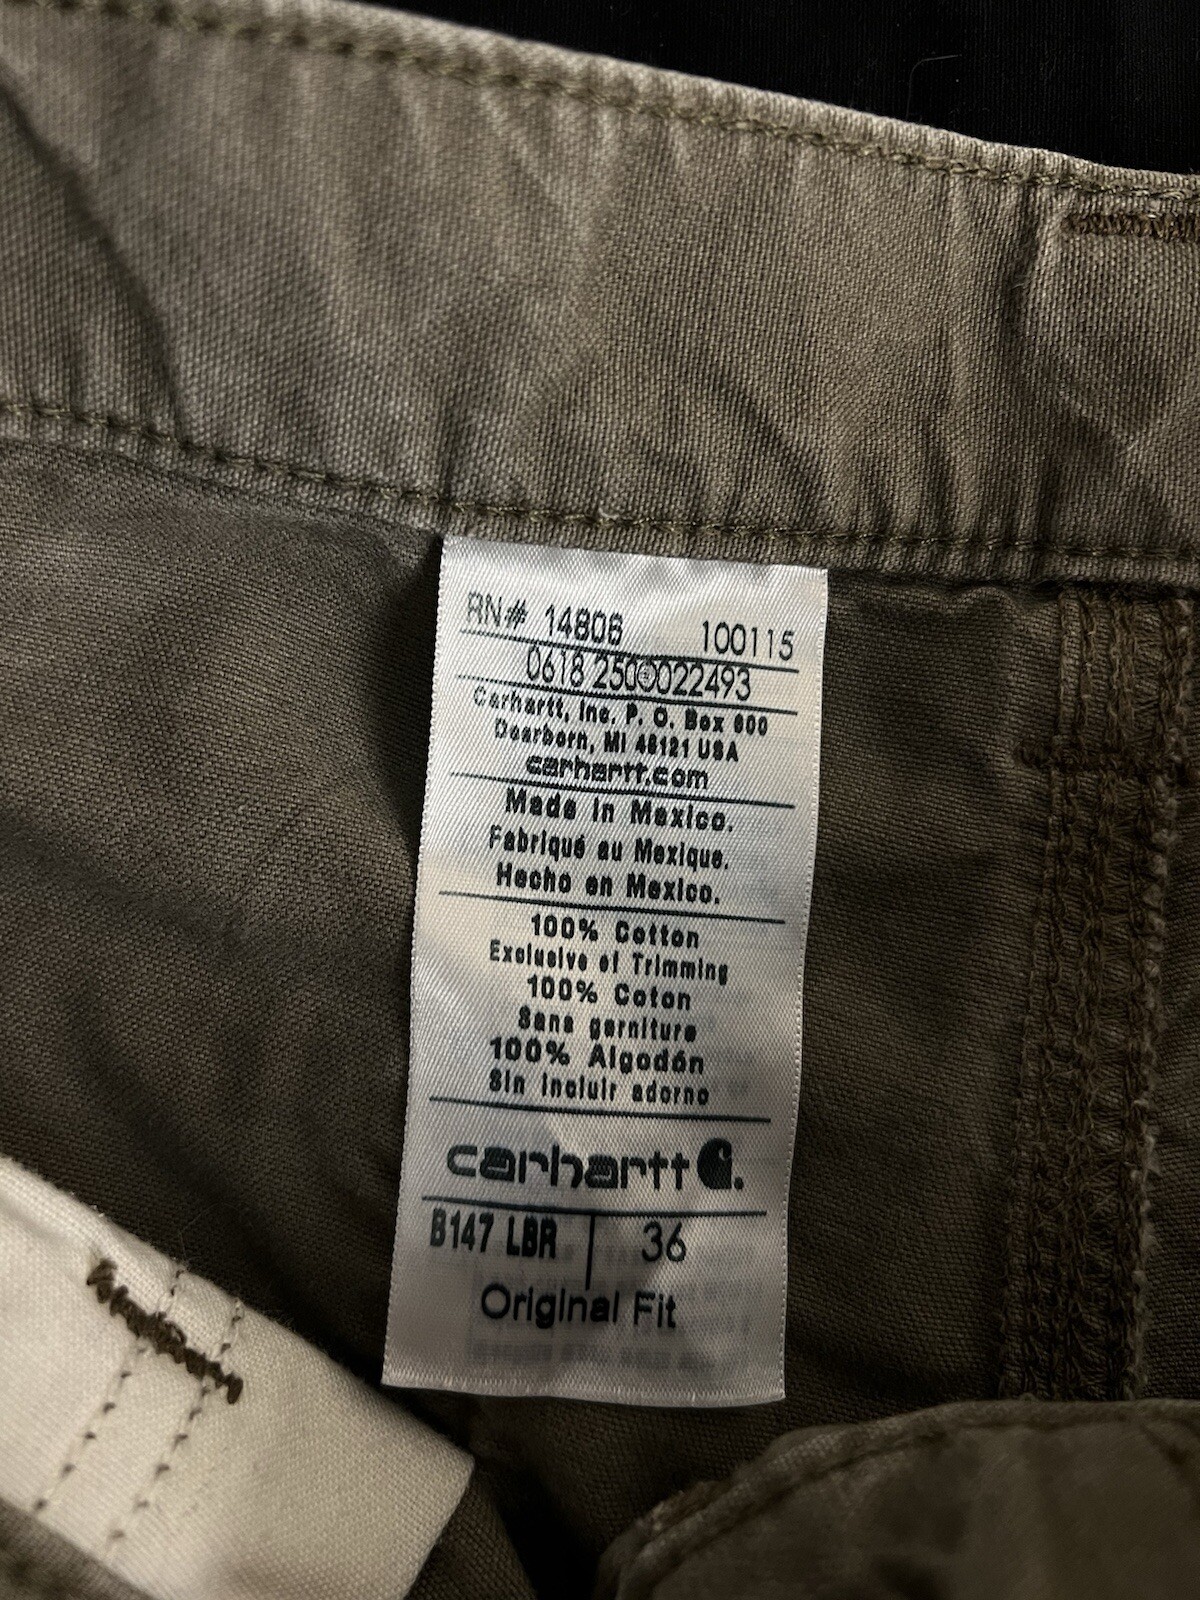 RN# 14806 100115
0618 250022493
Carhartt, Inc. P. O. Box 600
Dearborn, MI 48121 USA
carhartt.com
Made in Mexico.
Fabriqué au Mexique.
Hecho en Mexico.
100% Cotton
Exclusive of Trimming
100% Coton
Sans garniture
100% Algodón
Sin incluir adorno
carhartt
B147 LBR 36
Original Fit